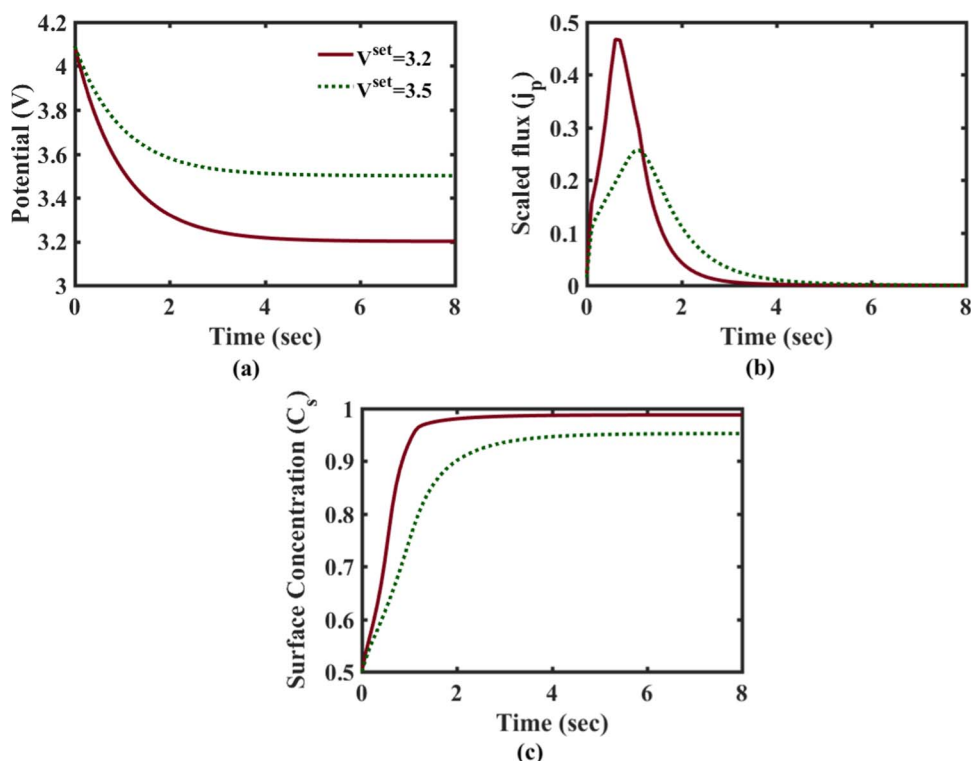 4.2
4
3.8
3.6
3.4
3.2
3
Potential (V)
V^set=3.2
V^set=3.5
0 2 4 6 8
Time (sec)
(a)
0.5
0.4
0.3
0.2
0.1
0
Scaled flux (j_p)
0 2 4 6 8
Time (sec)
(b)
1
0.9
0.8
0.7
0.6
0.5
Surface Concentration (C_s)
0 2 4 6 8
Time (sec)
(c)